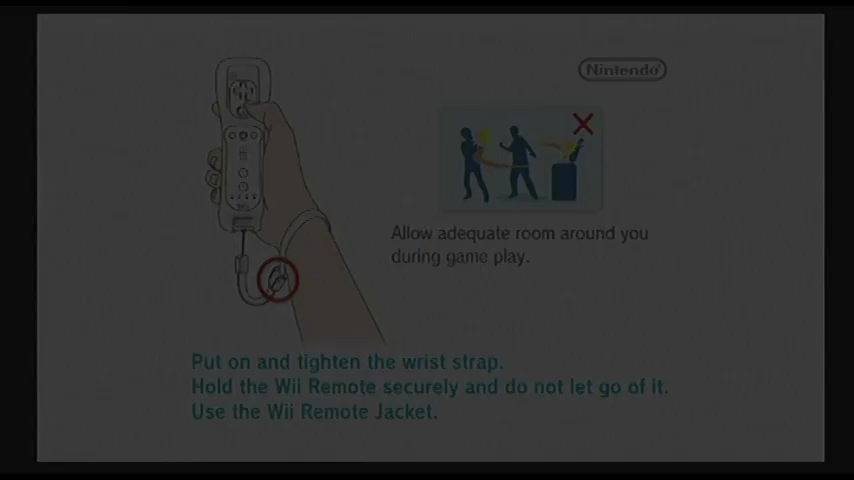 Nintendo
Allow adequate room around you
during game play.
Put on and tighten the wrist strap.
Hold the Wii Remote securely and do not let go of it.
Use the Wii Remote Jacket.